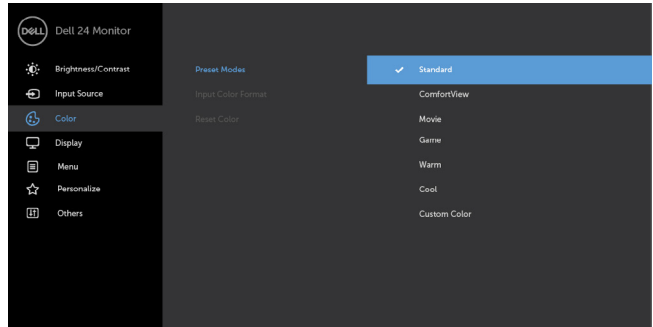 DELL Dell 24 Monitor
Brightness/Contrast Preset Modes Standard
Input Source Input Color Format ComfortView
Color Reset Color Movie
Display Game
Menu Warm
Personalize Cool
Others Custom Color